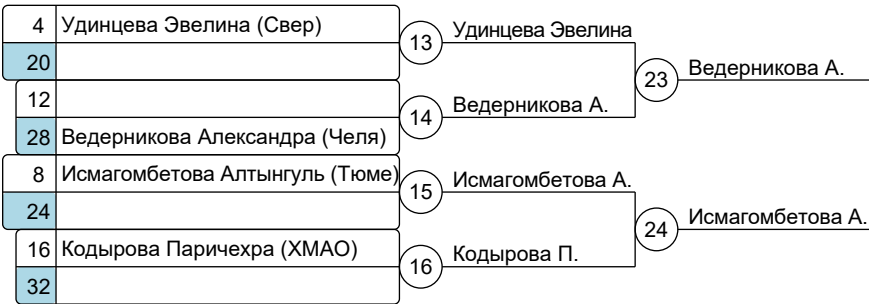 4 Удинцева Эвелина (Свер)
20
13 Удинцева Эвелина
12
28 Ведерникова Александра (Челя)
14 Ведерникова А.
23 Ведерникова А.
8 Исмагомбетова Алтынгуль (Тюме)
24
15 Исмагомбетова А.
16 Кодырова Паричехра (ХМАО)
32
16 Кодырова П.
24 Исмагомбетова А.